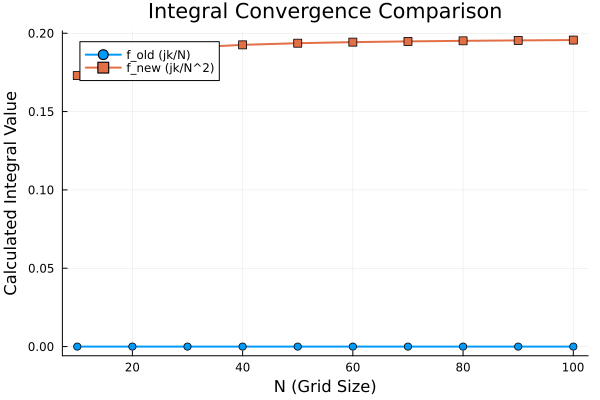 Integral Convergence Comparison
f_old (jk/N)
f_new (jk/N^2)
Calculated Integral Value
0.20
0.15
0.10
0.05
0.00
20
40
60
80
100
N (Grid Size)